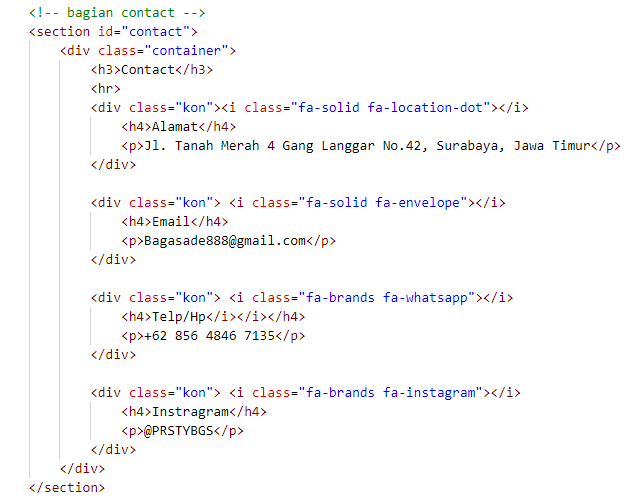 <!-- bagian contact -->
<section id="contact">
<div class="container">
<h3>Contact</h3>
<hr>
<div class="kon"><i class="fa-solid fa-location-dot"></i>
<h4>Alamat</h4>
<p>Jl. Tanah Merah 4 Gang Langgar No.42, Surabaya, Jawa Timur</p>
</div>
<div class="kon"> <i class="fa-solid fa-envelope"></i>
<h4>Email</h4>
<p>Bagasade888@gmail.com</p>
</div>
<div class="kon"> <i class="fa-brands fa-whatsapp"></i>
<h4>Telp/Hp</i></i></h4>
<p>+62 856 4846 7135</p>
</div>
<div class="kon"> <i class="fa-brands fa-instagram"></i>
<h4>Instragram</h4>
<p>@PRSTYBGS</p>
</div>
</div>
</section>